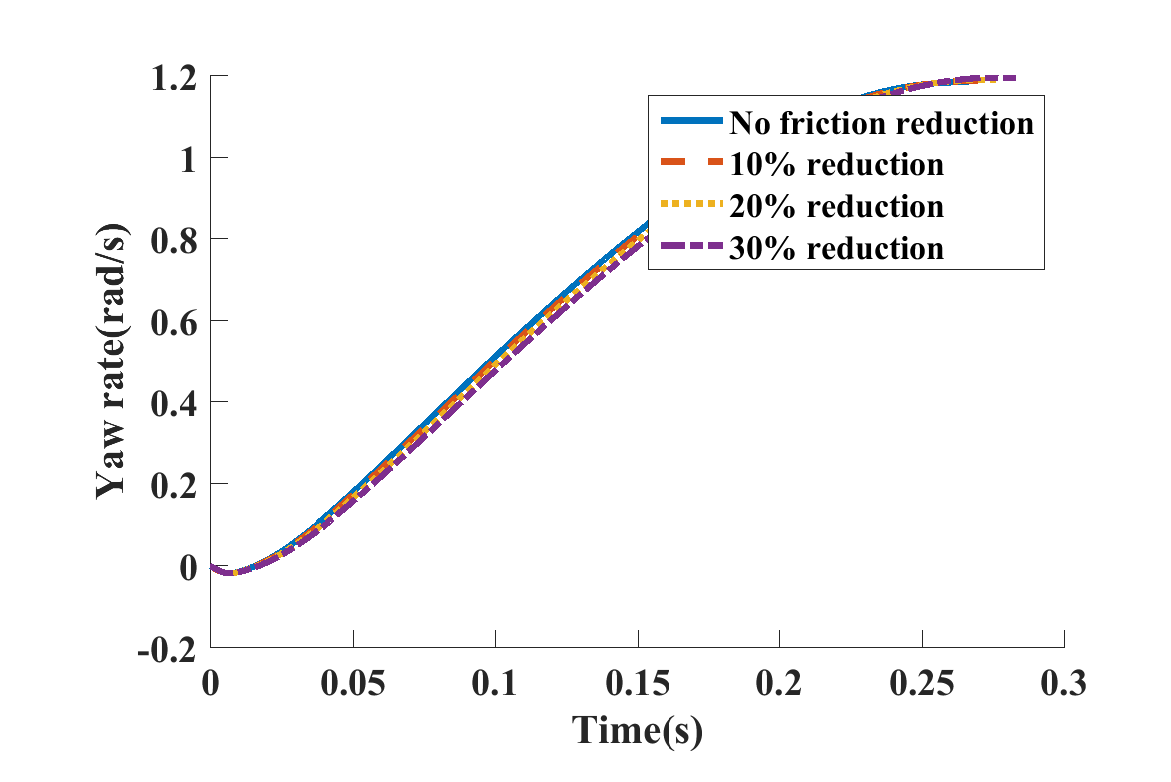 1.2
1
0.8
0.6
0.4
0.2
0
-0.2
Yaw rate(rad/s)
No friction reduction
10% reduction
20% reduction
30% reduction
0 0.05 0.1 0.15 0.2 0.25 0.3
Time(s)